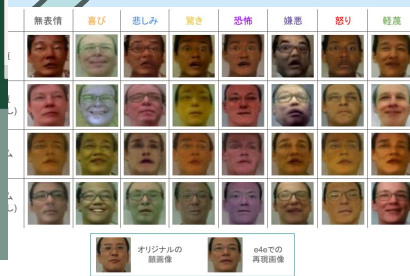 無表情 喜び 悲しみ 驚き 恐怖 嫌悪 怒り 軽蔑
オリジナルの
顔画像
e4eでの
再現画像